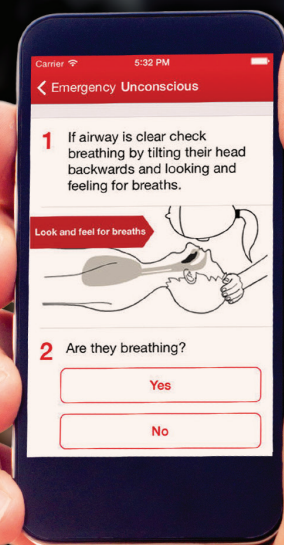 Carrier 5:32 PM
Emergency Unconscious
1 If airway is clear check
breathing by tilting their head
backwards and looking and
feeling for breaths.
Look and feel for breaths
2 Are they breathing?
Yes
No